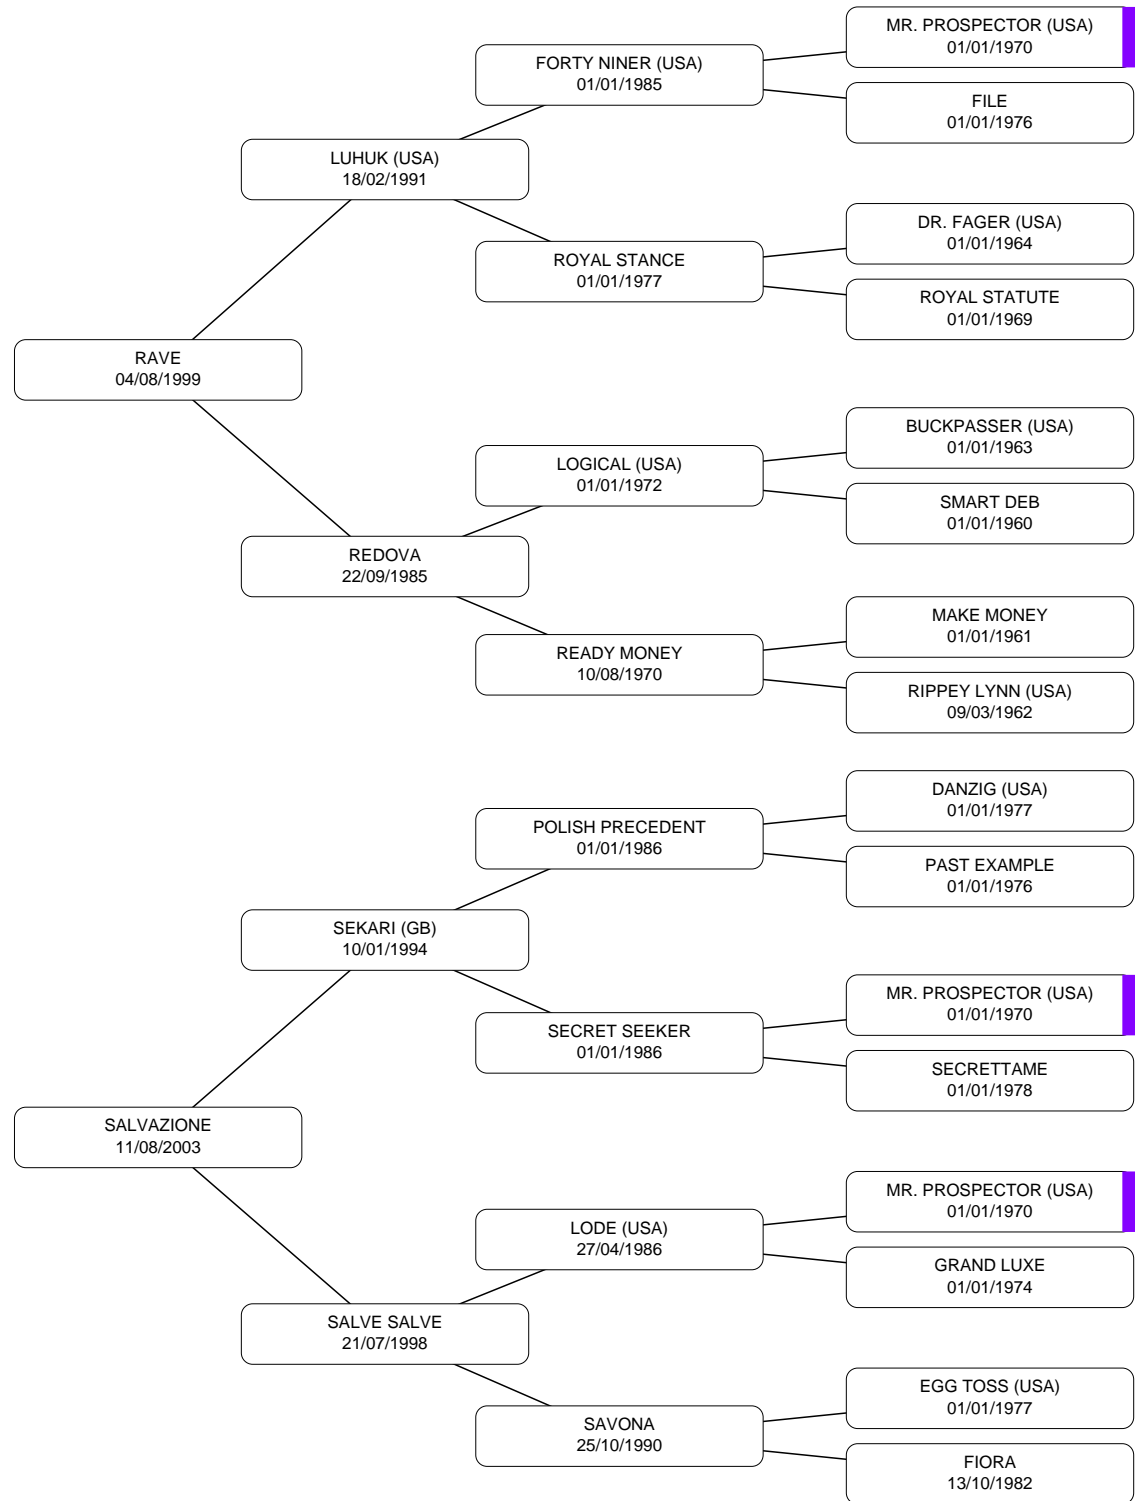 MR. PROSPECTOR (USA)
01/01/1970
FORTY NINER (USA)
01/01/1985
FILE
01/01/1976
LUHUK (USA)
18/02/1991
DR. FAGER (USA)
01/01/1964
ROYAL STANCE
01/01/1977
ROYAL STATUTE
01/01/1969
RAVE
04/08/1999
BUCKPASSER (USA)
01/01/1963
LOGICAL (USA)
01/01/1972
SMART DEB
01/01/1960
REDOVA
22/09/1985
MAKE MONEY
01/01/1961
READY MONEY
10/08/1970
RIPPEY LYNN (USA)
09/03/1962
DANZIG (USA)
01/01/1977
POLISH PRECEDENT
01/01/1986
PAST EXAMPLE
01/01/1976
SEKARI (GB)
10/01/1994
MR. PROSPECTOR (USA)
01/01/1970
SECRET SEEKER
01/01/1986
SECRETTAME
01/01/1978
SALVAZIONE
11/08/2003
MR. PROSPECTOR (USA)
01/01/1970
LODE (USA)
27/04/1986
GRAND LUXE
01/01/1974
SALVE SALVE
21/07/1998
EGG TOSS (USA)
01/01/1977
SAVONA
25/10/1990
FIORA
13/10/1982